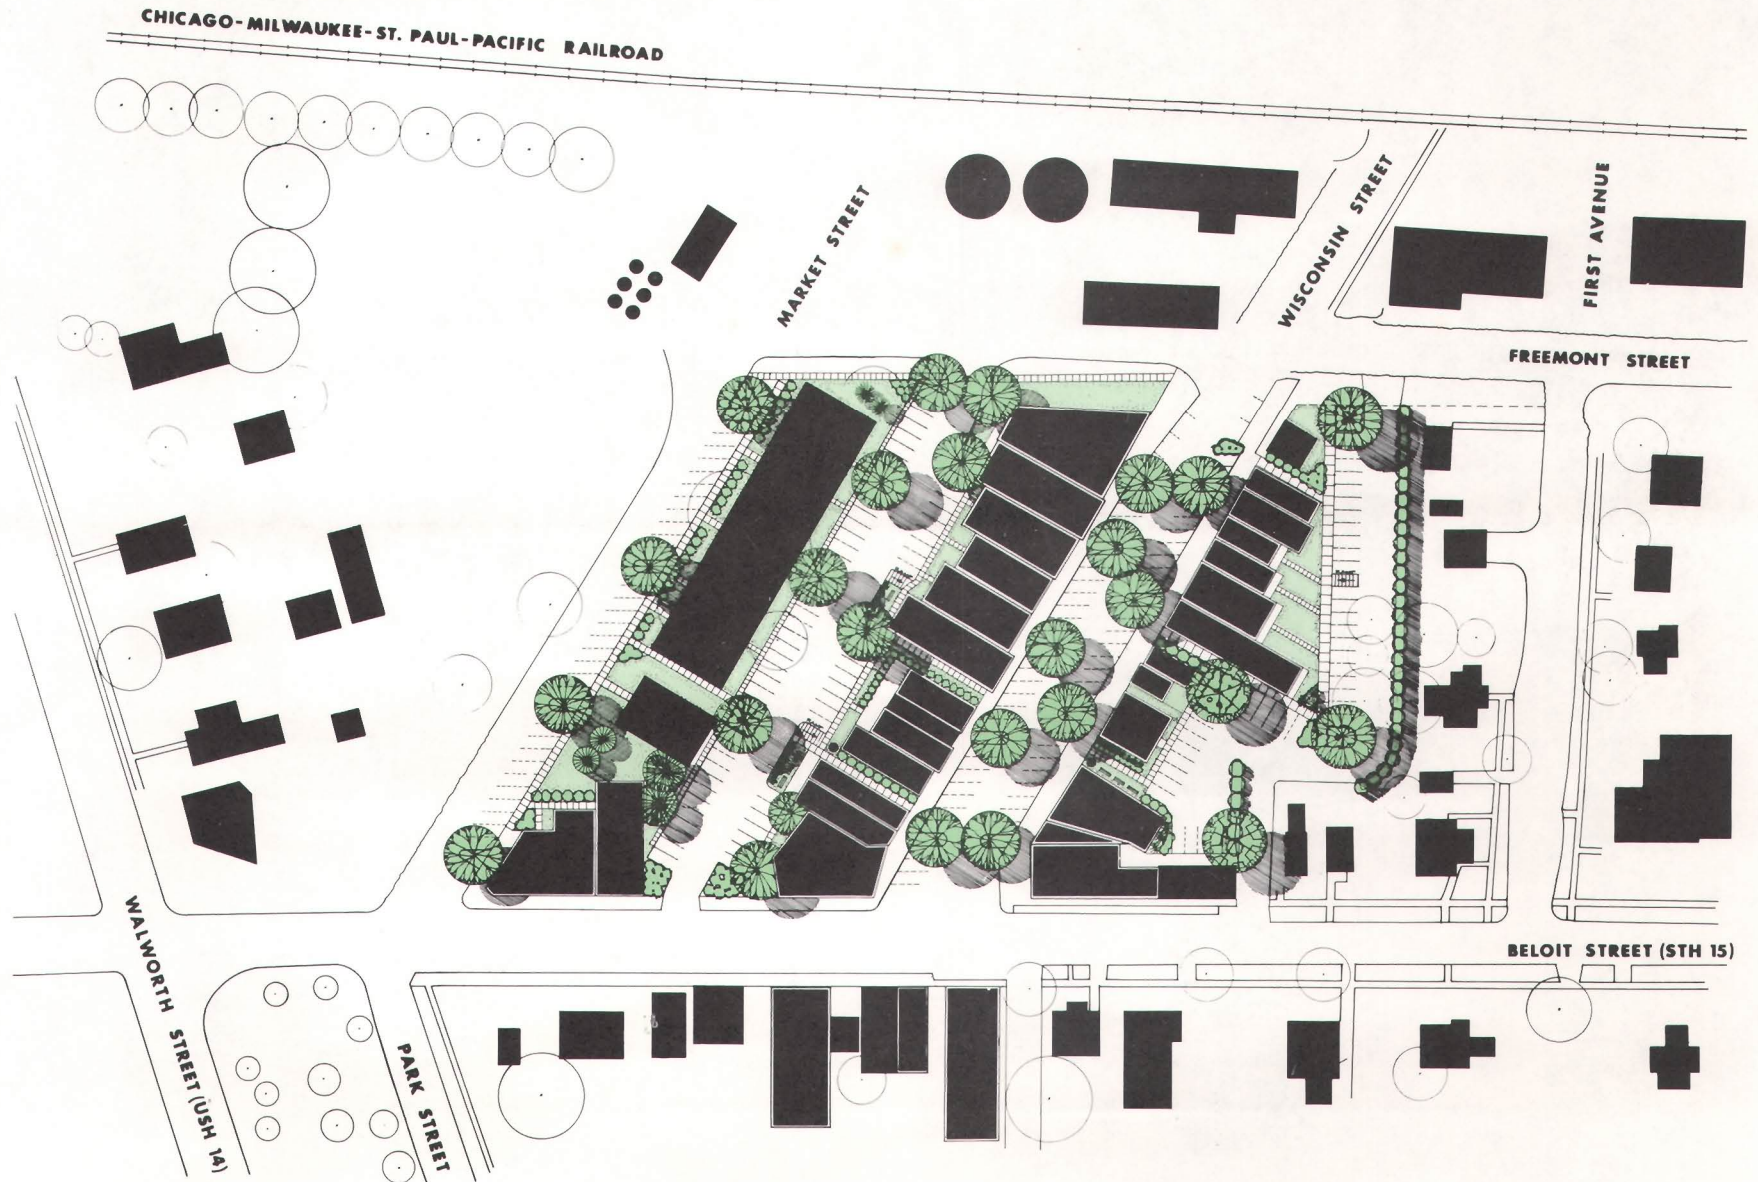 CHICAGO-MILWAUKEE-ST. PAUL-PACIFIC RAILROAD
MARKET STREET
WISCONSIN STREET
FIRST AVENUE
FREEMONT STREET
BELOIT STREET (STH 15)
WALWORTH STREET (USH 14)
PARK STREET